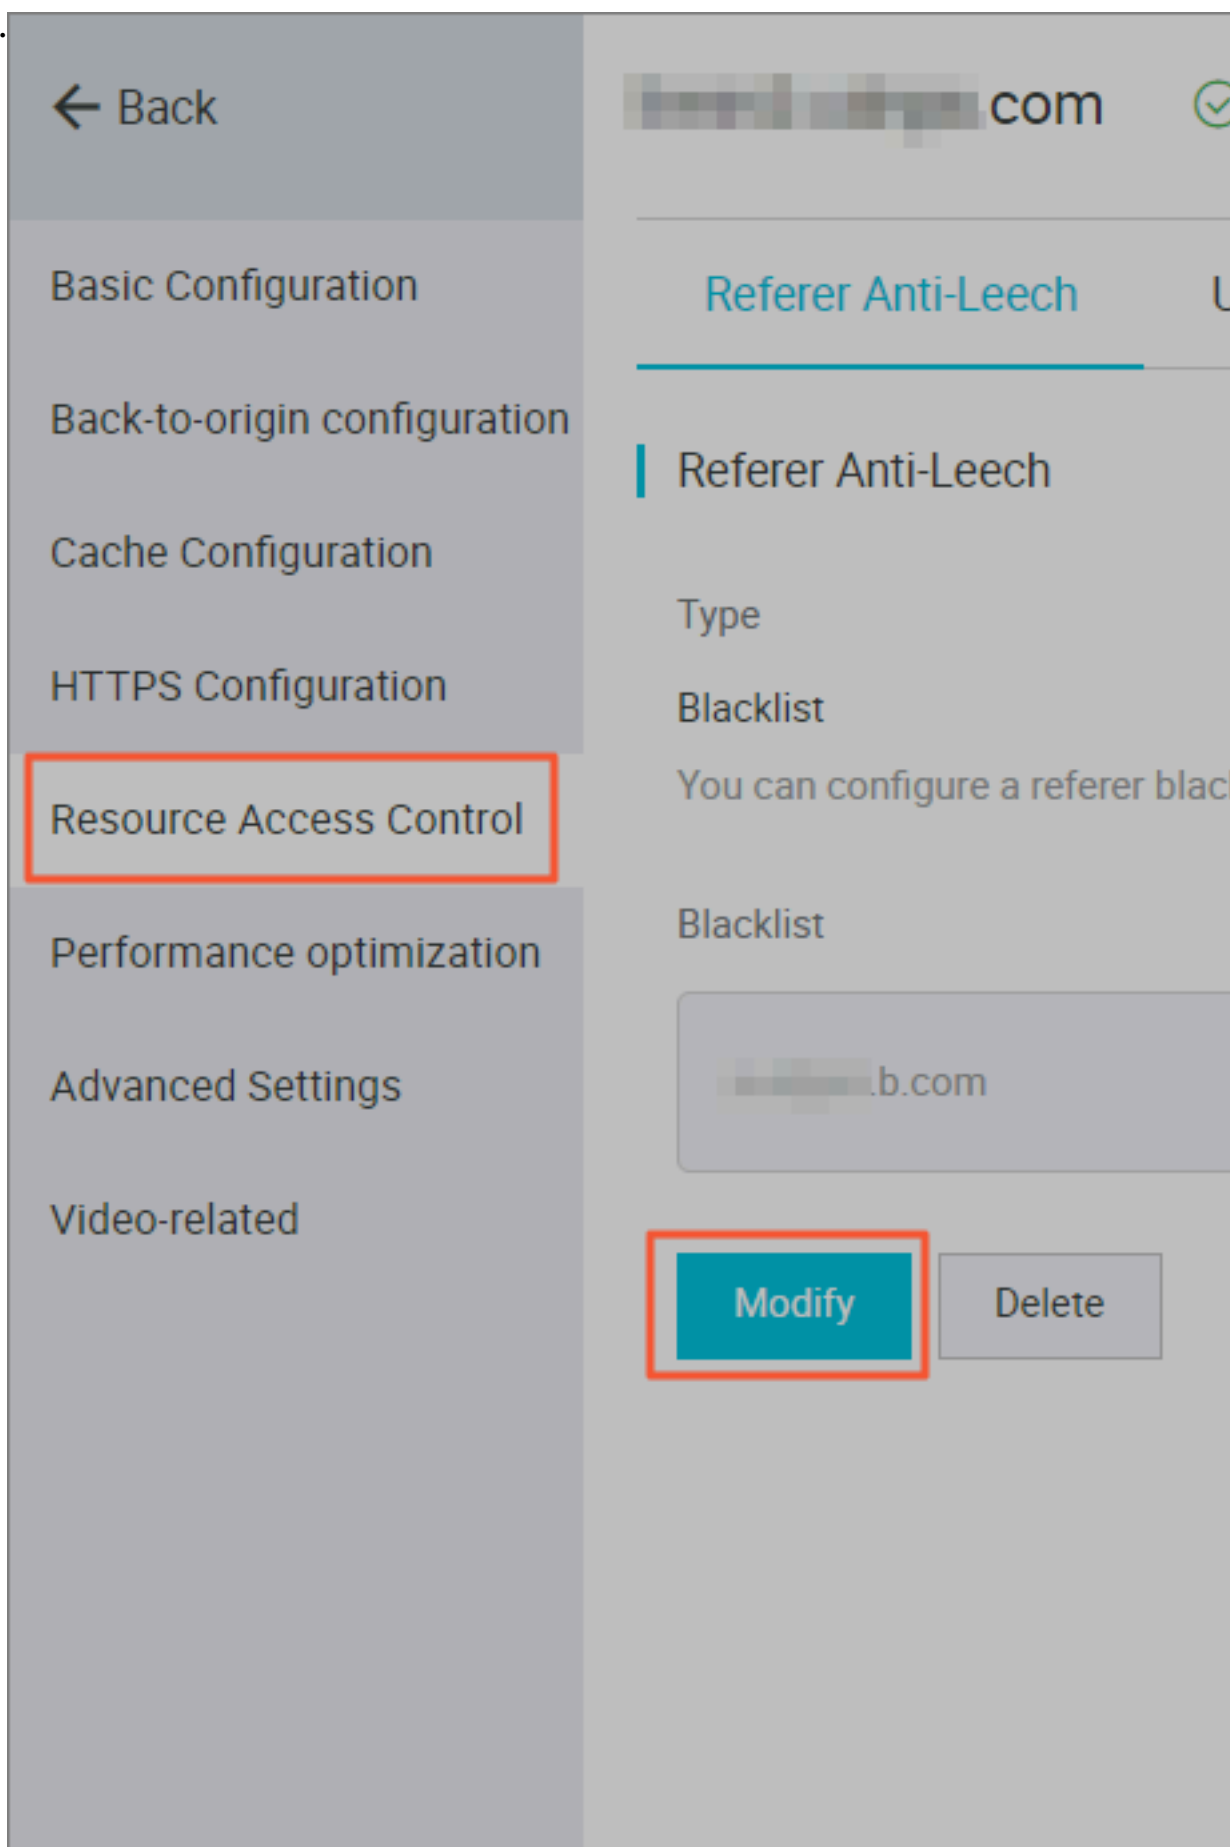 Back
com
Basic Configuration
Back-to-origin configuration
Cache Configuration
HTTPS Configuration
Resource Access Control
Performance optimization
Advanced Settings
Video-related
Referer Anti-Leech
Referer Anti-Leech
Type
Blacklist
You can configure a referer
Blacklist
.b.com
Modify
Delete